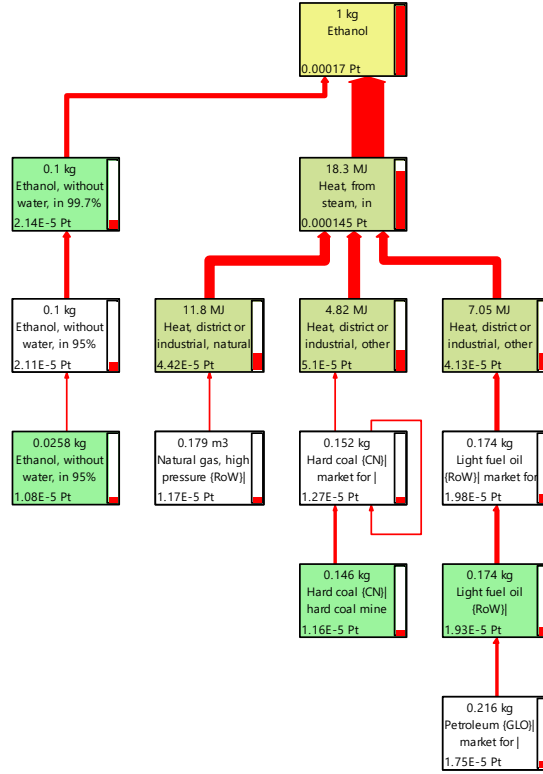 1 kg
Ethanol
0.00017 Pt
0.1 kg
Ethanol, without
water, in 99.7%
2.14E-5 Pt
18.3 MJ
Heat, from
steam, in
0.000145 Pt
0.1 kg
Ethanol, without
water, in 95%
2.11E-5 Pt
11.8 MJ
Heat, district or
industrial, natural
4.42E-5 Pt
4.82 MJ
Heat, district or
industrial, other
5.1E-5 Pt
7.05 MJ
Heat, district or
industrial, other
4.13E-5 Pt
0.0258 kg
Ethanol, without
water, in 95%
1.08E-5 Pt
0.179 m3
Natural gas, high
pressure {RoW}|
1.17E-5 Pt
0.152 kg
Hard coal {CN}|
market for |
1.27E-5 Pt
0.174 kg
Light fuel oil
{RoW}| market for
1.98E-5 Pt
0.146 kg
Hard coal {CN}|
hard coal mine
1.16E-5 Pt
0.174 kg
Light fuel oil
{RoW}|
1.93E-5 Pt
0.216 kg
Petroleum {GLO}|
market for |
1.75E-5 Pt